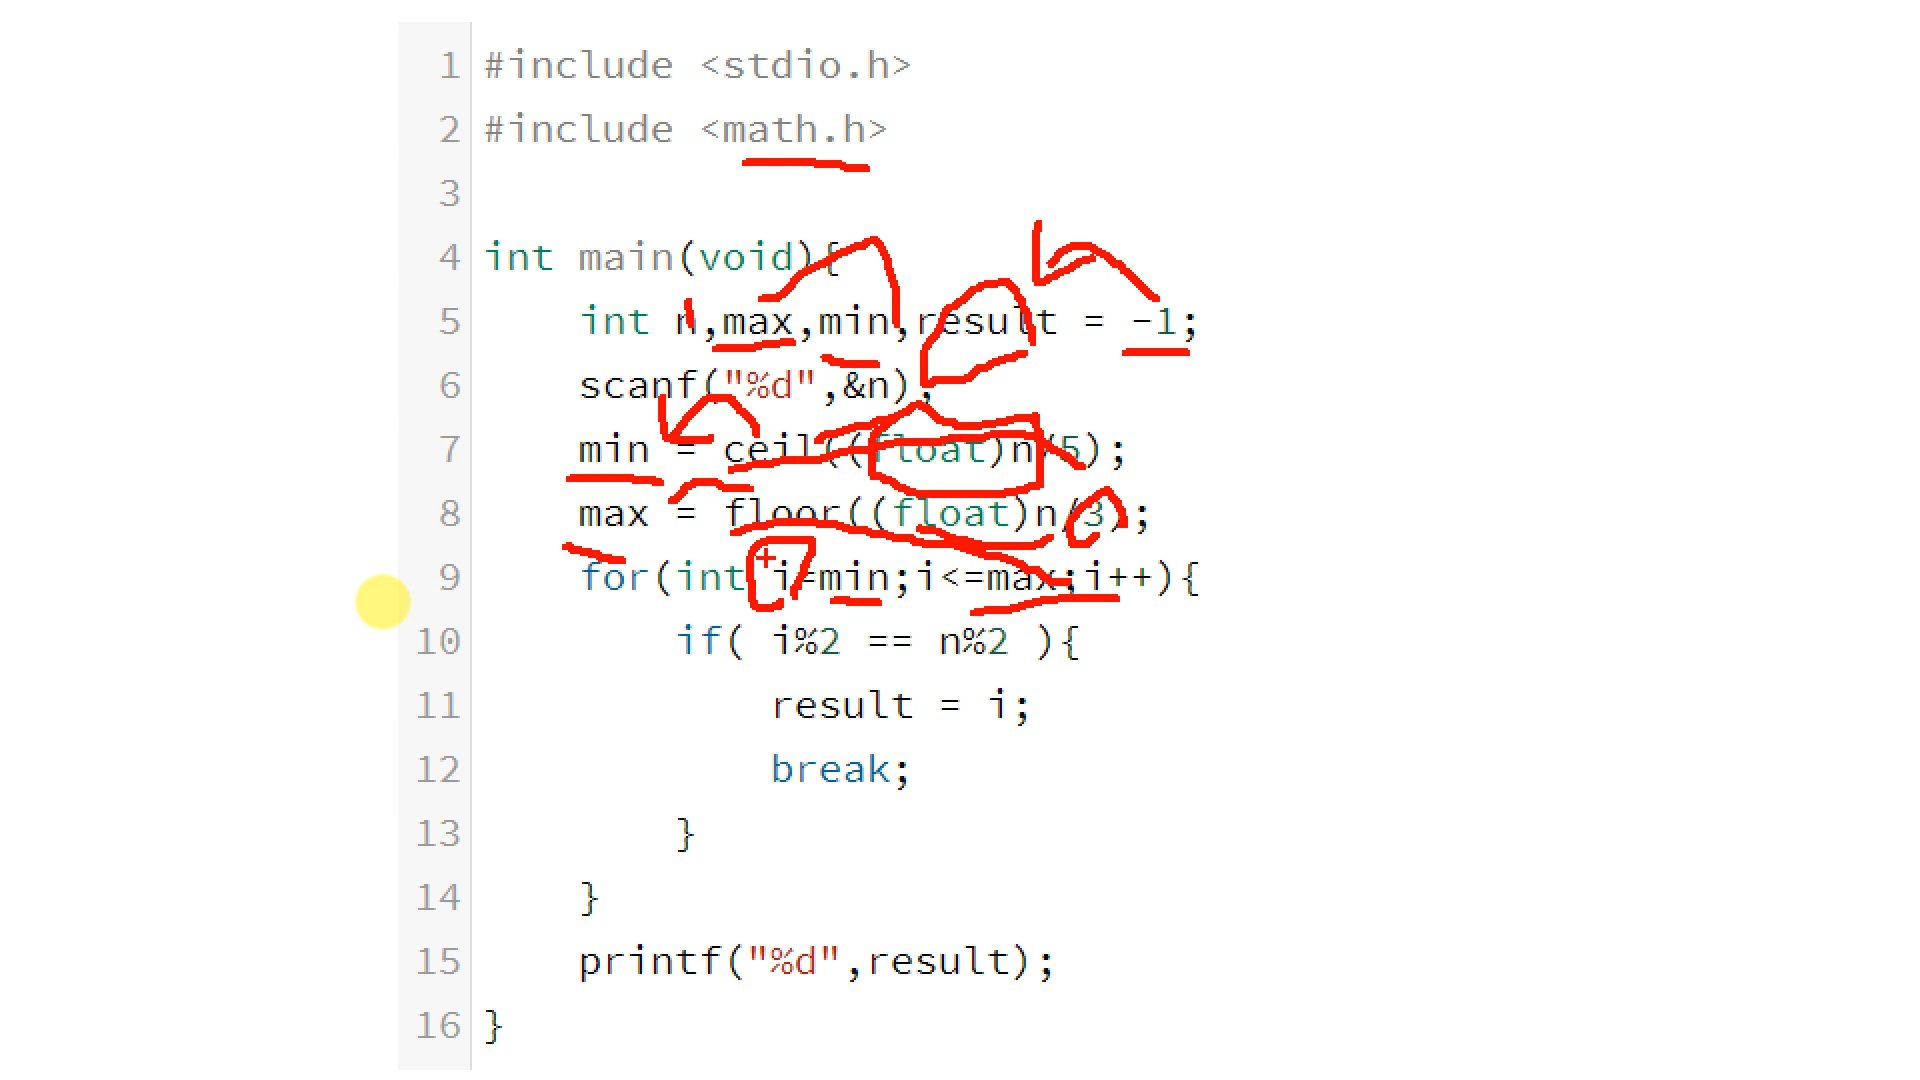 1 #include <stdio.h>
2 #include <math.h>
3
4 int main(void){
5     int n,max,min,result = -1;
6     scanf("%d",&n);
7     min = ceil((float)n/5);
8     max = floor((float)n/3);
9     for(int i=min;i<=max;i++){
10         if( i%2 == n%2 ){
11             result = i;
12             break;
13         }
14     }
15     printf("%d",result);
16 }